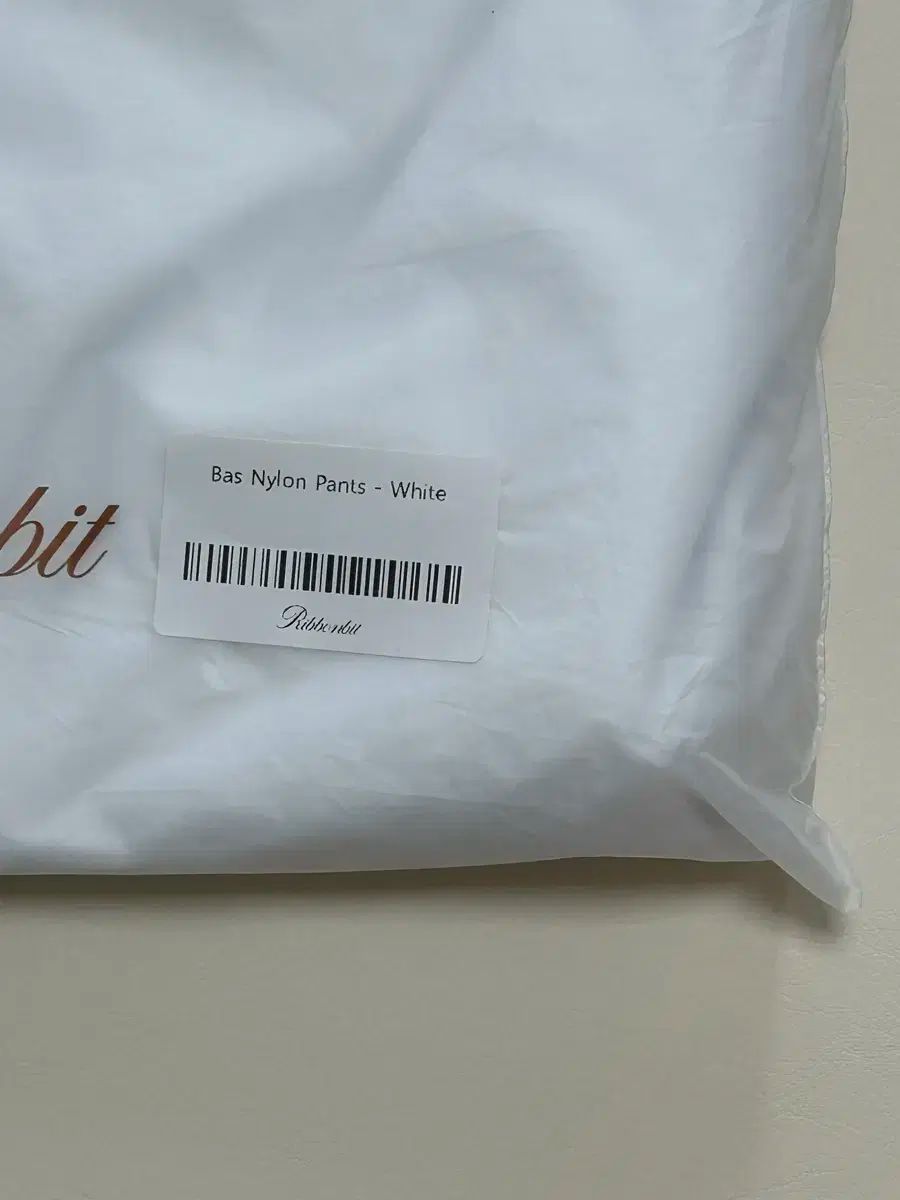 Bas Nylon Pants - White
bit
Ribbonbit